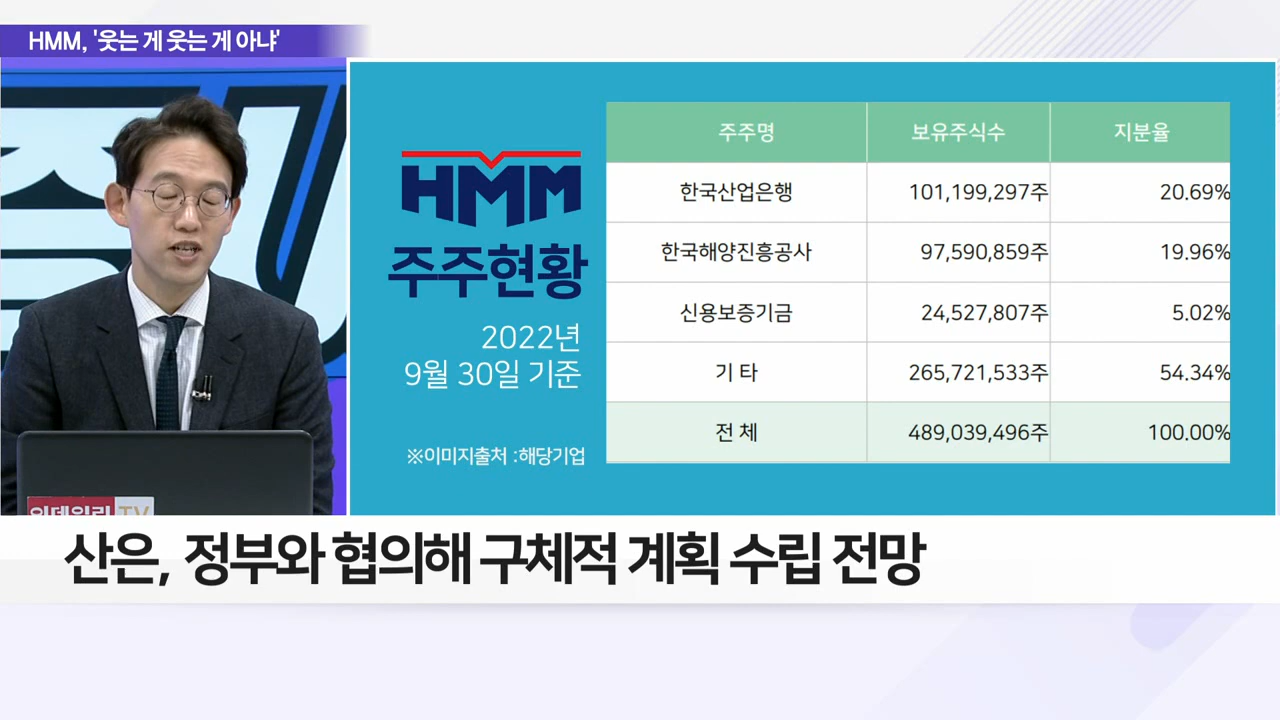 HMM, '웃는 게 웃는 게 아냐'
HMM
주주현황
2022년
9월 30일 기준
※이미지출처 :해당기업
주주명 보유주식수 지분율
한국산업은행 101,199,297주 20.69%
한국해양진흥공사 97,590,859주 19.96%
신용보증기금 24,527,807주 5.02%
기 타 265,721,533주 54.34%
전 체 489,039,496주 100.00%
이데일리 TV
산은, 정부와 협의해 구체적 계획 수립 전망